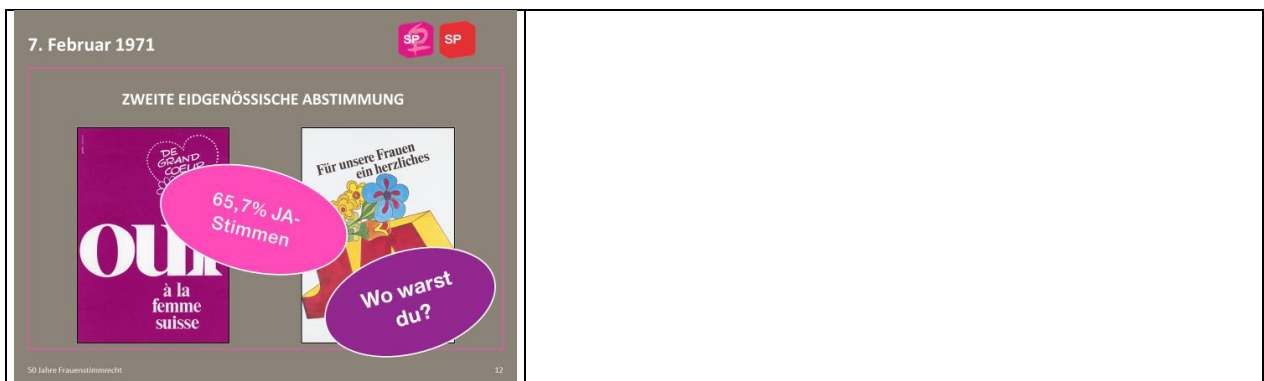 7. Februar 1971
SP
SP
ZWEITE EIDGENÖSSISCHE ABSTIMMUNG
DE
GRAND
COEUR
OUI
à la
femme
suisse
Für unsere Frauen
ein herzliches
65,7% JA-
Stimmen
Wo warst
du?
50 Jahre Frauenstimmrecht
12